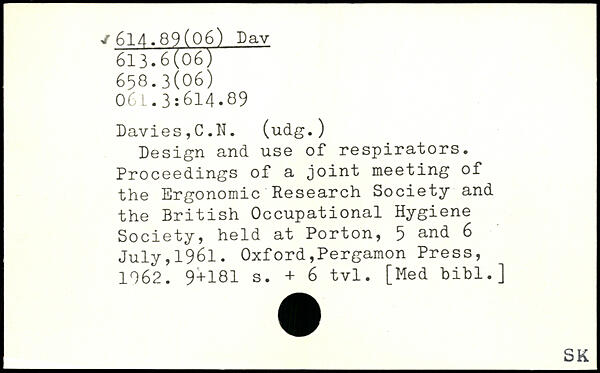 ✓ 614.89(06) Dav
613.6(06)
658.3(06)
061.3:614.89
Davies,C.N. (udg.)
Design and use of respirators.
Proceedings of a joint meeting of
the Ergonomic Research Society and
the British Occupational Hygiene
Society, held at Porton, 5 and 6
July,1961. Oxford,Pergamon Press,
1962. 9+181 s. + 6 tvl. [Med bibl.]
SK